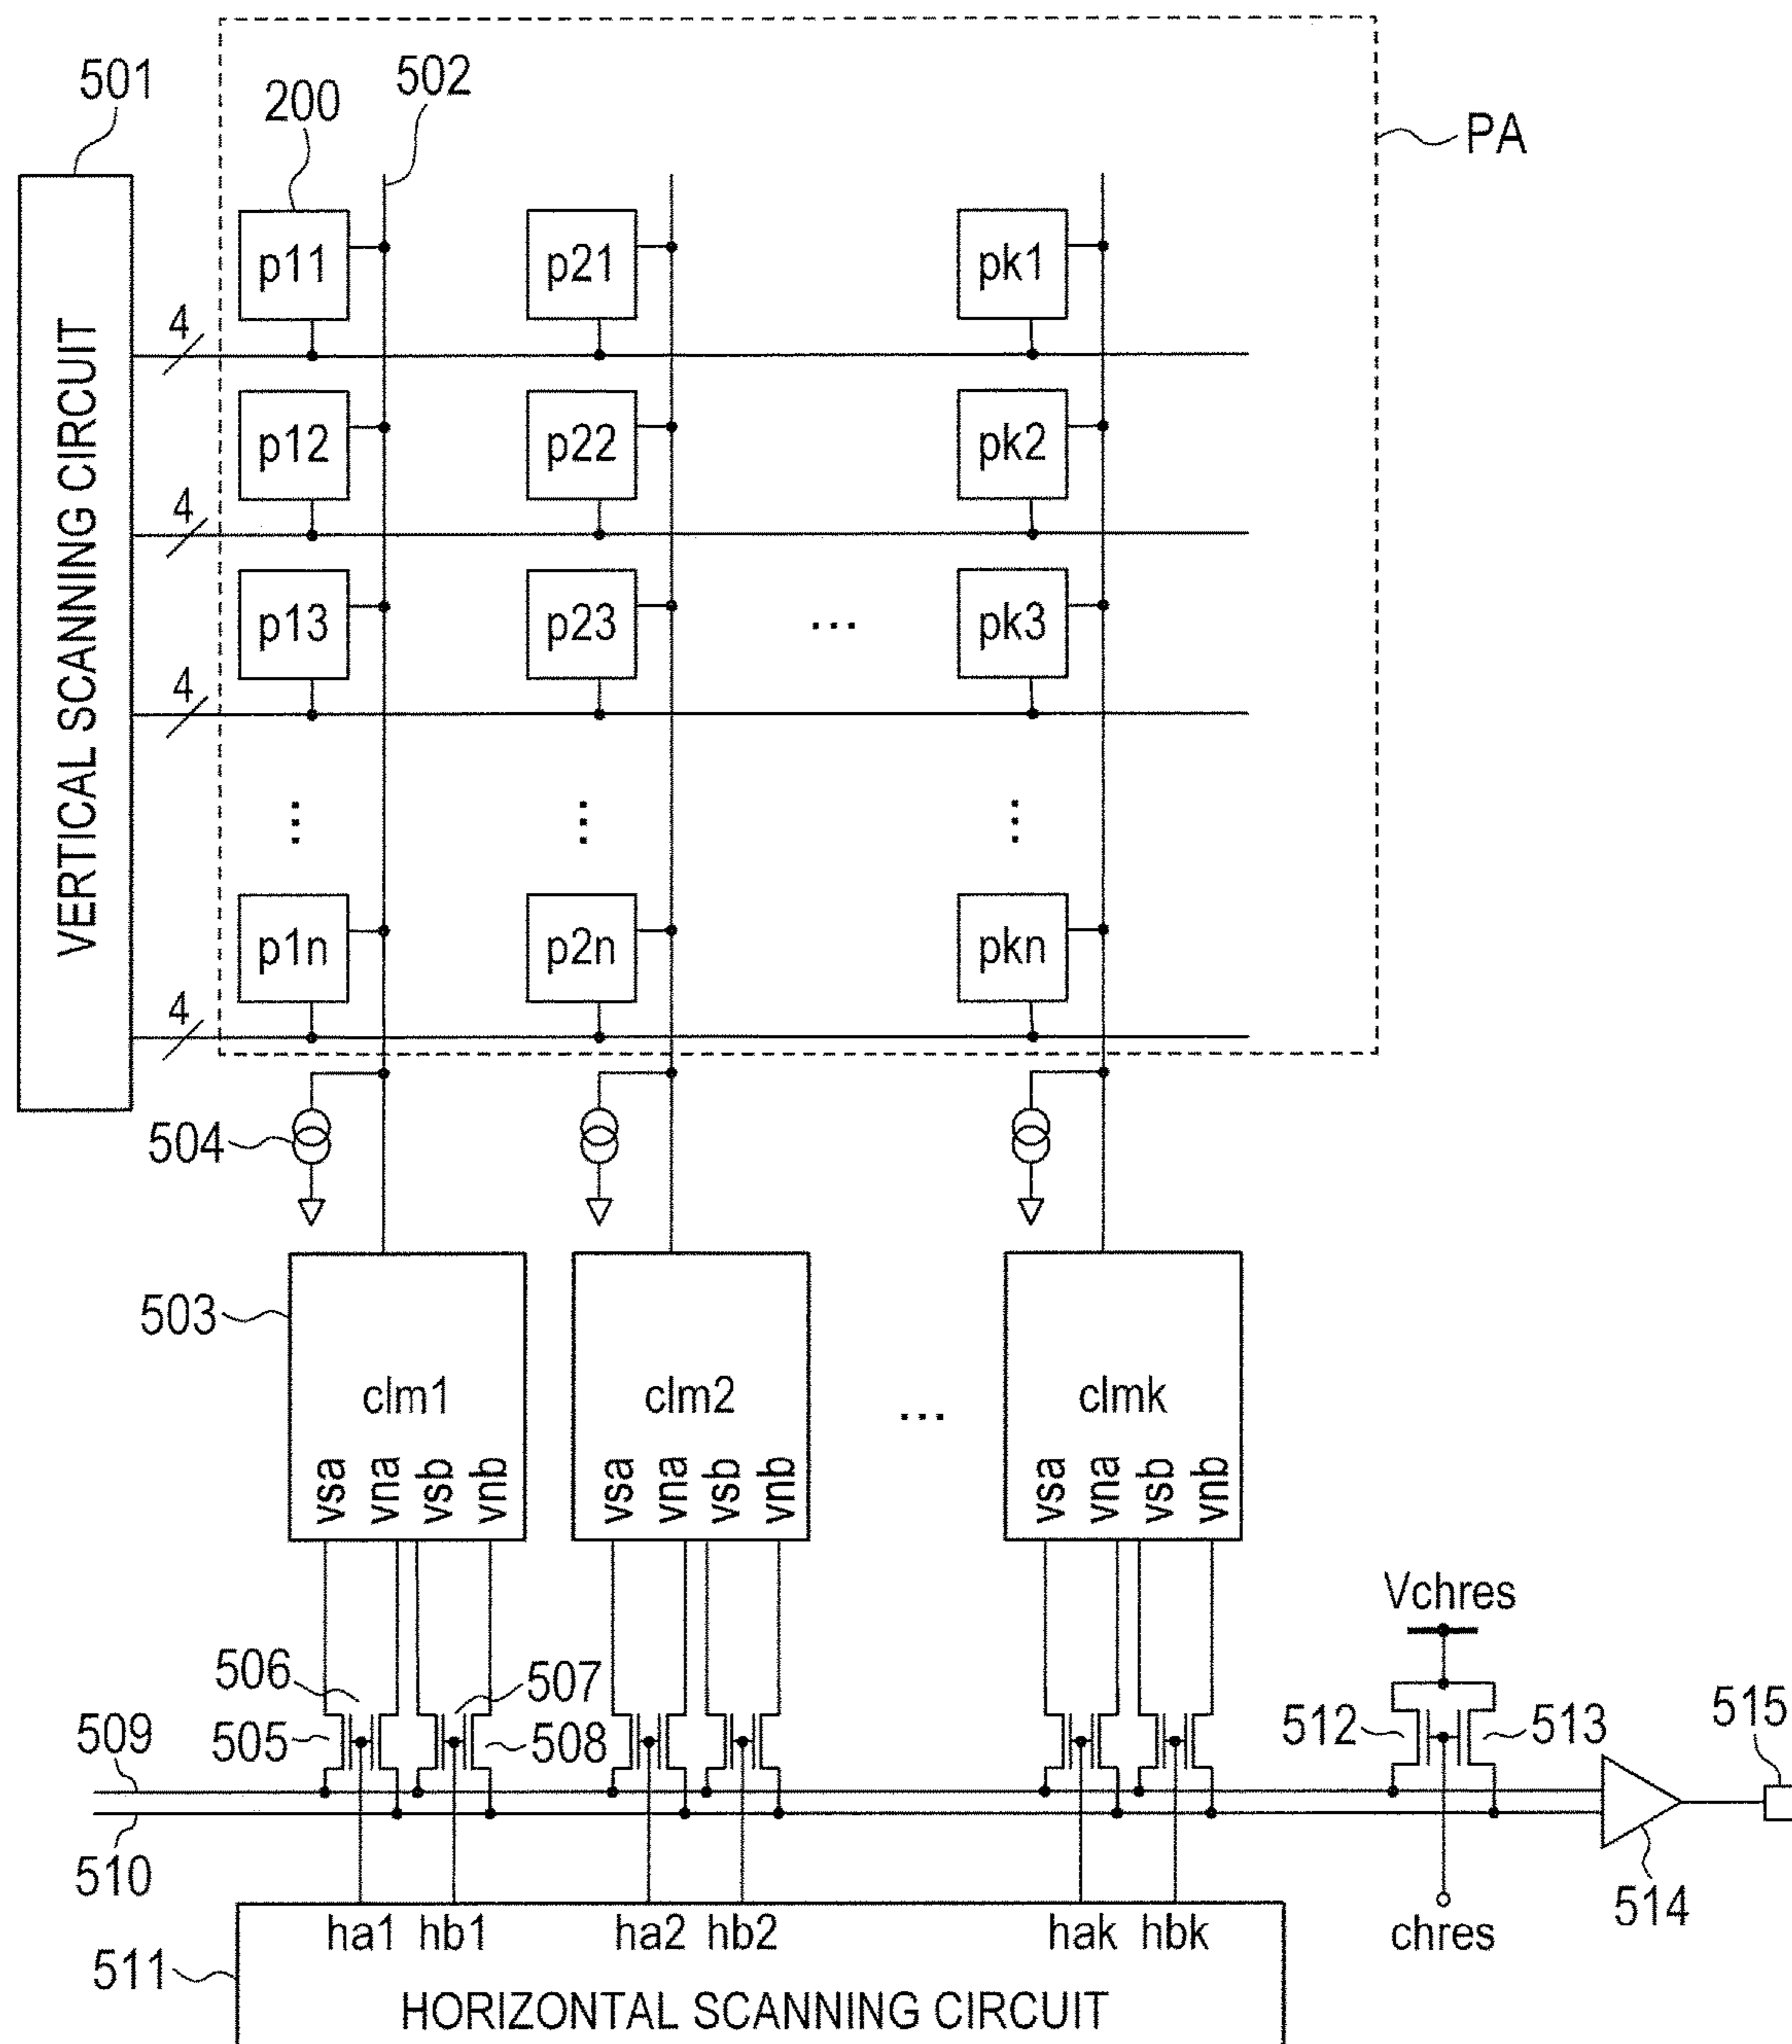 501
200
502
PA
VERTICAL SCANNING CIRCUIT
p11
p21
pk1
4
p12
p22
pk2
4
p13
p23
...
pk3
4
...
...
...
p1n
p2n
pkn
4
504
503
clm1
clm2
...
clmk
vsa
vna
vsb
vnb
vsa
vna
vsb
vnb
vsa
vna
vsb
vnb
Vchres
506
507
505
508
512
513
515
509
510
514
ha1
hb1
ha2
hb2
hak
hbk
chres
511
HORIZONTAL SCANNING CIRCUIT